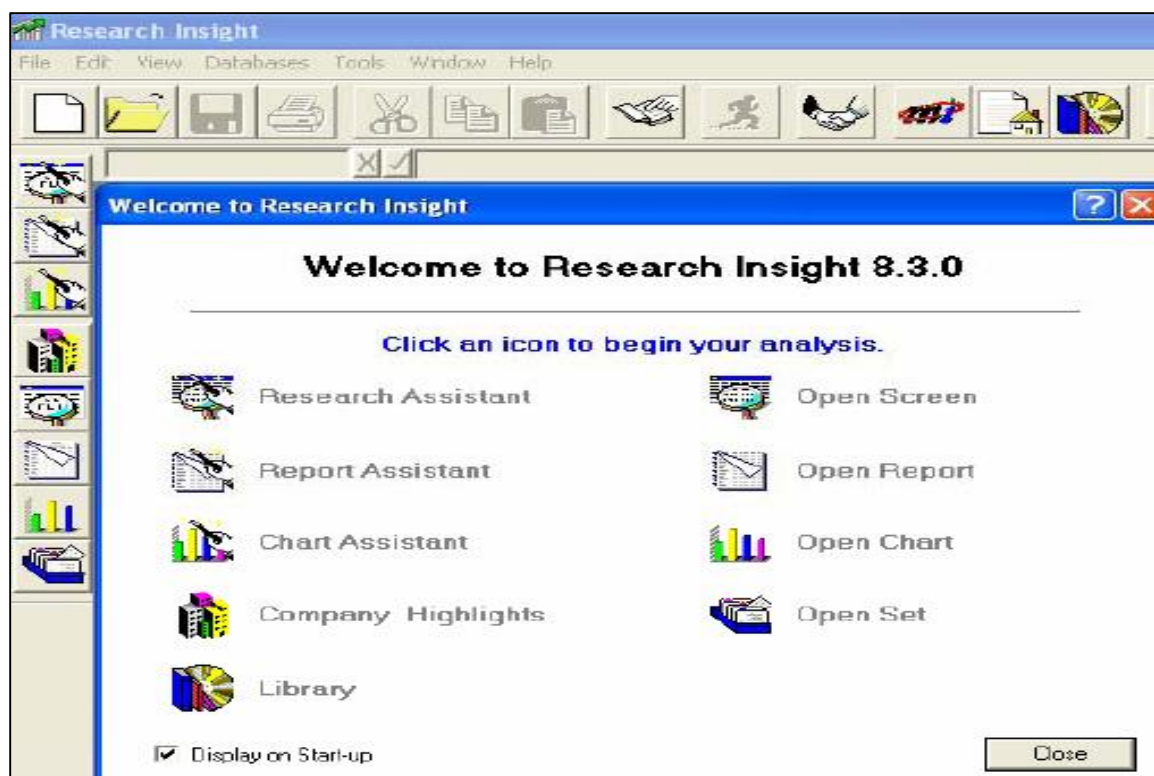 Research Insight
File Edit View Databases Tools Window Help
Welcome to Research Insight
Welcome to Research Insight 8.3.0
Click an icon to begin your analysis.
Research Assistant Open Screen
Report Assistant Open Report
Chart Assistant Open Chart
Company Highlights Open Set
Library
Display on Start-up Close